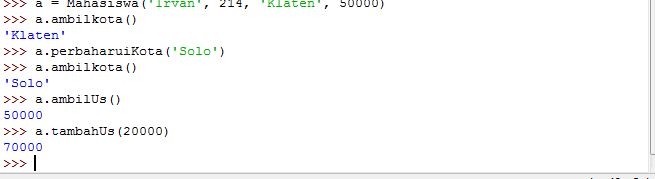 >>> a = Mahasiswa('Irvan', 214, 'Klaten', 50000)
>>> a.ambilkota()
'Klaten'
>>> a.perbaharuiKota('Solo')
>>> a.ambilkota()
'Solo'
>>> a.ambilUs()
50000
>>> a.tambahUs(20000)
70000
>>>